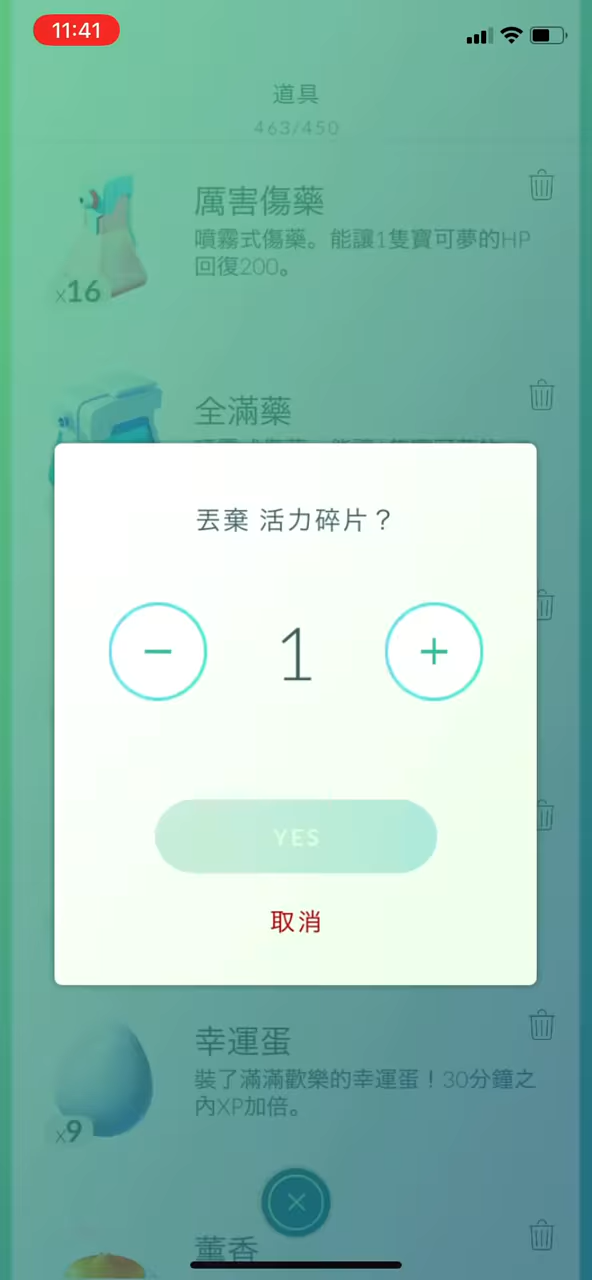 11:41
道具
463/450
厲害傷藥
噴霧式傷藥。能讓1隻寶可夢的HP
回復200。
x16
全滿藥
丟棄 活力碎片？
1
YES
取消
幸運蛋
裝了滿滿歡樂的幸運蛋！30分鐘之
內XP加倍。
x9
薰香